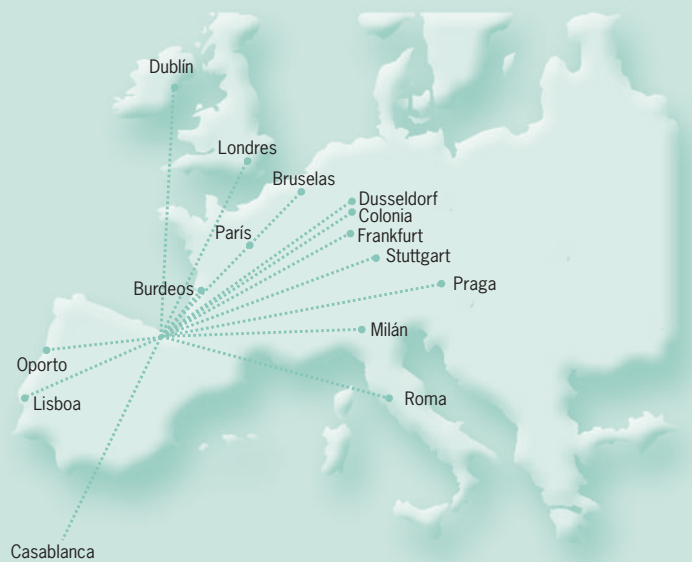 Dublín
Londres
Bruselas
Dusseldorf
Colonia
París
Frankfurt
Stuttgart
Burdeos
Praga
Milán
Oporto
Lisboa
Roma
Casablanca